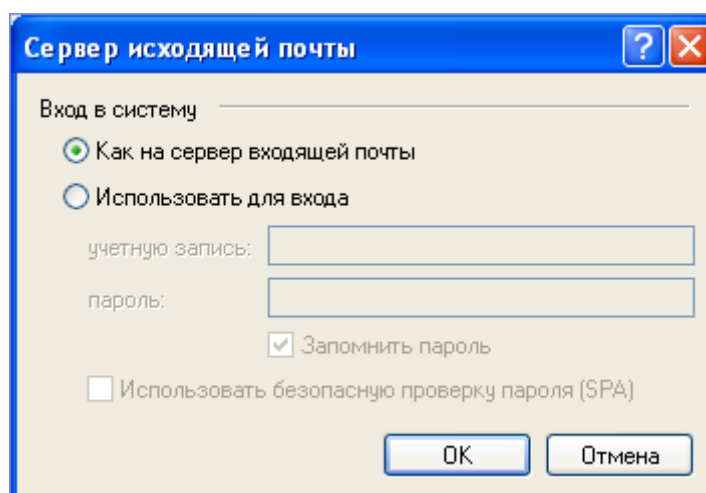 Сервер исходящей почты
Вход в систему
Как на сервер входящей почты
Использовать для входа
учетную запись:
пароль:
Запомнить пароль
Использовать безопасную проверку пароля (SPA)
OK Отмена